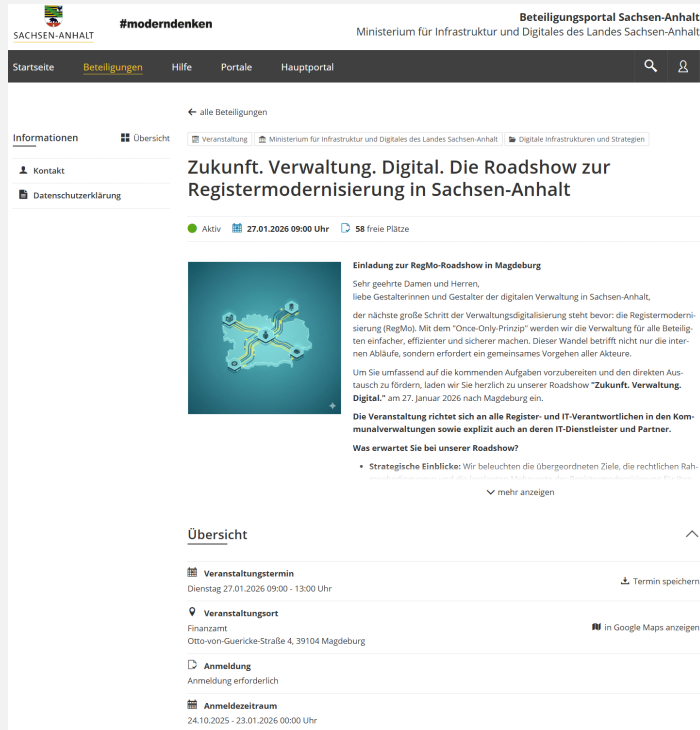 SACHSEN-ANHALT
#moderndenken
Beteiligungsportal Sachsen-Anhalt
Ministerium für Infrastruktur und Digitales des Landes Sachsen-Anhalt
Startseite Beteiligungen Hilfe Portale Hauptportal
← alle Beteiligungen
Informationen Übersicht
Kontakt
Datenschutzerklärung
Veranstaltung Ministerium für Infrastruktur und Digitales des Landes Sachsen-Anhalt Digitale Infrastrukturen und Strategien
Zukunft. Verwaltung. Digital. Die Roadshow zur
Registermodernisierung in Sachsen-Anhalt
Aktiv 27.01.2026 09:00 Uhr 58 freie Plätze
Einladung zur RegMo-Roadshow in Magdeburg
Sehr geehrte Damen und Herren,
liebe Gestalterinnen und Gestalter der digitalen Verwaltung in Sachsen-Anhalt,
der nächste große Schritt der Verwaltungsdigitalisierung steht bevor: die Registermoderni-
sierung (RegMo). Mit dem "Once-Only-Prinzip" werden wir die Verwaltung für alle Beteilig-
ten einfacher, effizienter und sicherer machen. Dieser Wandel betrifft nicht nur die inter-
nen Abläufe, sondern erfordert ein gemeinsames Vorgehen aller Akteure.
Um Sie umfassend auf die kommenden Aufgaben vorzubereiten und den direkten Aus-
tausch zu fördern, laden wir Sie herzlich zu unserer Roadshow "Zukunft. Verwaltung.
Digital." am 27. Januar 2026 nach Magdeburg ein.
Die Veranstaltung richtet sich an alle Register- und IT-Verantwortlichen in den Kom-
munalverwaltungen sowie explizit auch an deren IT-Dienstleister und Partner.
Was erwartet Sie bei unserer Roadshow?
• Strategische Einblicke: Wir beleuchten die übergeordneten Ziele, die rechtlichen Rah-
mehr anzeigen
Übersicht
Veranstaltungstermin
Dienstag 27.01.2026 09:00 - 13:00 Uhr
Termin speichern
Veranstaltungsort
Finanzamt
Otto-von-Guericke-Straße 4, 39104 Magdeburg
in Google Maps anzeigen
Anmeldung
Anmeldung erforderlich
Anmeldezeitraum
24.10.2025 - 23.01.2026 00:00 Uhr